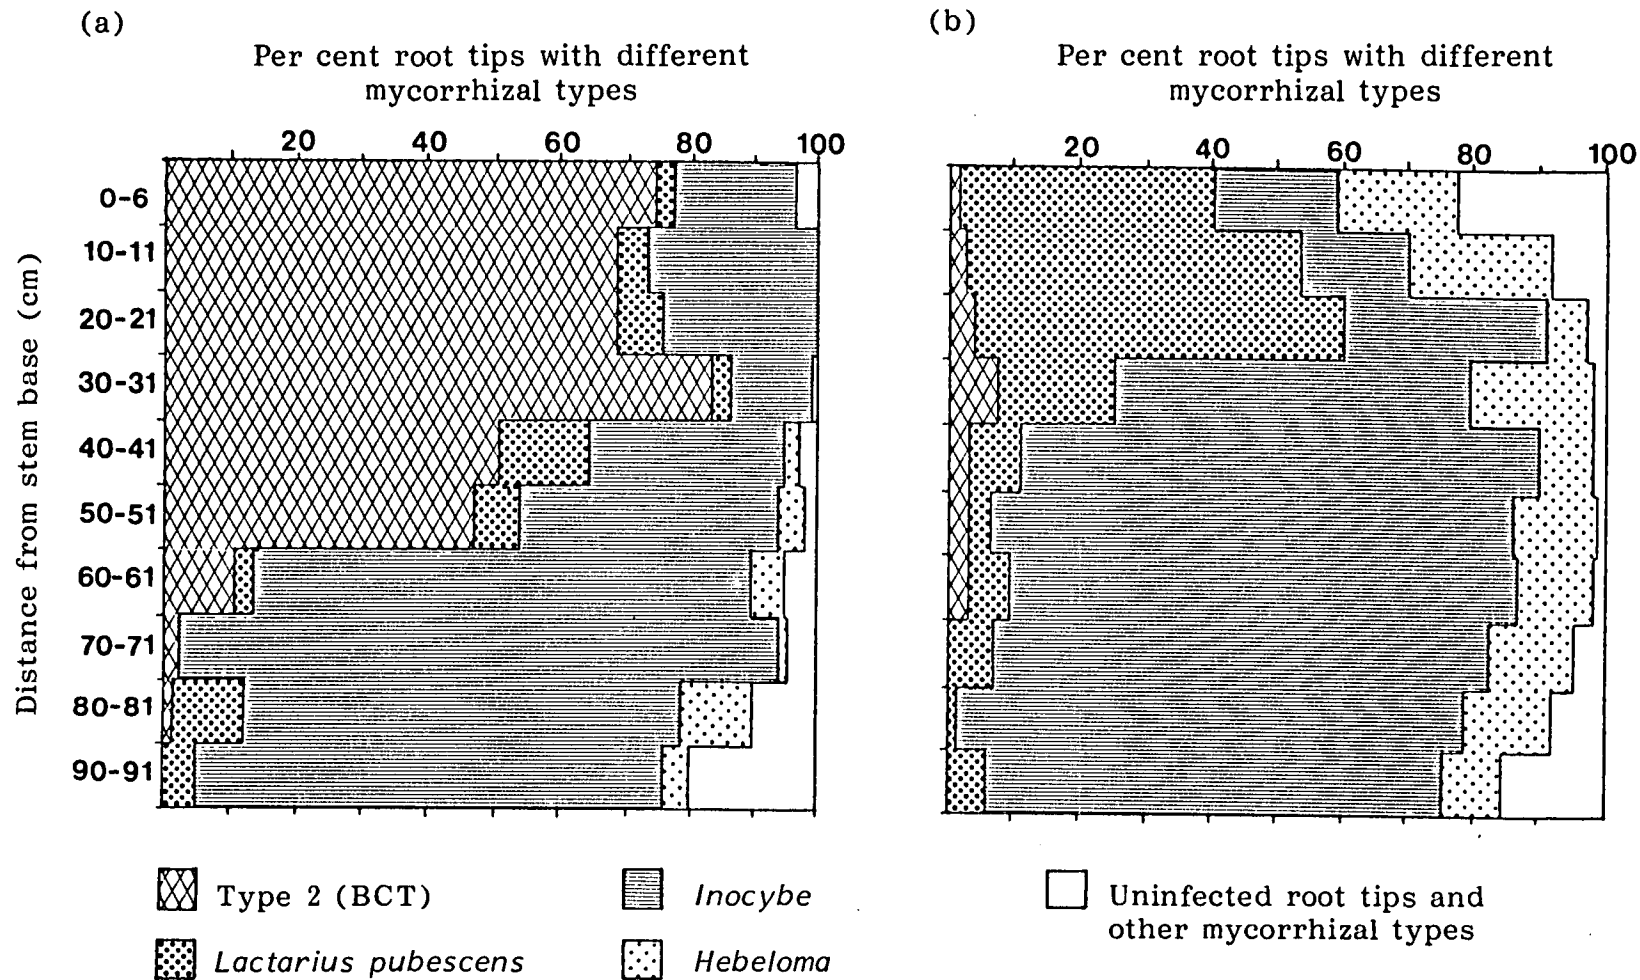 (a)
Per cent root tips with different
mycorrhizal types
20 40 60 80 100
Distance from stem base (cm)
0-6
10-11
20-21
30-31
40-41
50-51
60-61
70-71
80-81
90-91
(b)
Per cent root tips with different
mycorrhizal types
20 40 60 80 100
Type 2 (BCT)
Lactarius pubescens
Inocybe
Hebeloma
Uninfected root tips and
other mycorrhizal types